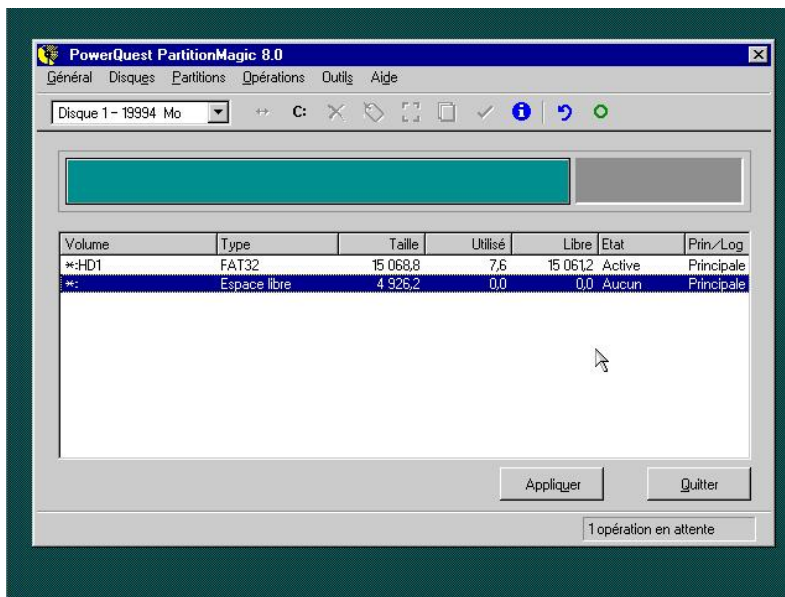 PowerQuest PartitionMagic 8.0
Général Disques Partitions Opérations Outils Aide
Disque 1 - 19994 Mo C:
Volume Type Taille Utilisé Libre Etat Prin/Log
*:HD1 FAT32 15 068,8 7,6 15 061,2 Active Principale
*: Espace libre 4 926,2 0,0 0,0 Aucun Principale
Appliquer Quitter
1 opération en attente